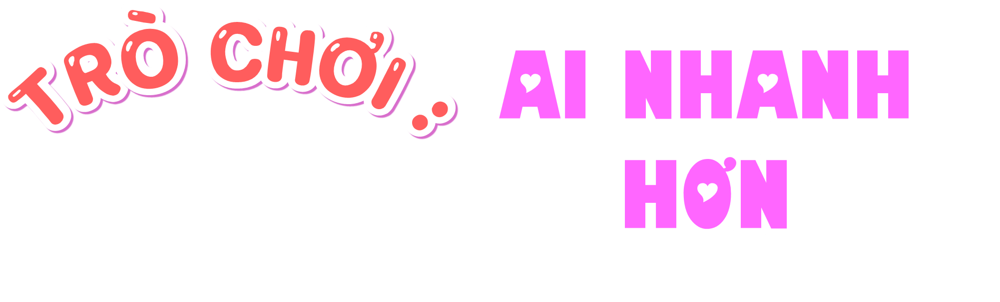 TRÒ CHƠI :
AI NHANH
HƠN